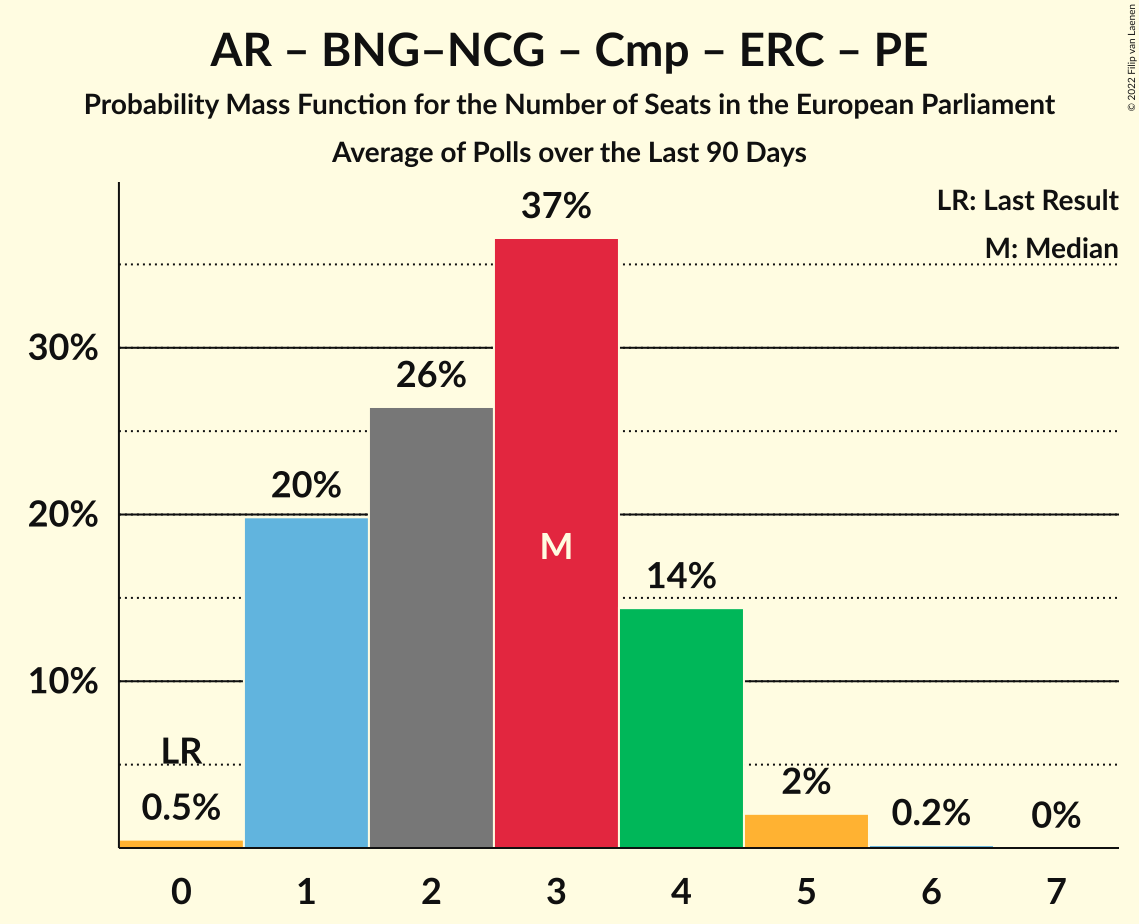 AR – BNG–NCG – Cmp – ERC – PE
Probability Mass Function for the Number of Seats in the European Parliament
Average of Polls over the Last 90 Days
© 2022 Filip van Laenen
LR: Last Result
M: Median
37%
30%
26%
20%
20%
M
14%
10%
LR
0.5%
2%
0.2%
0%
0 1 2 3 4 5 6 7